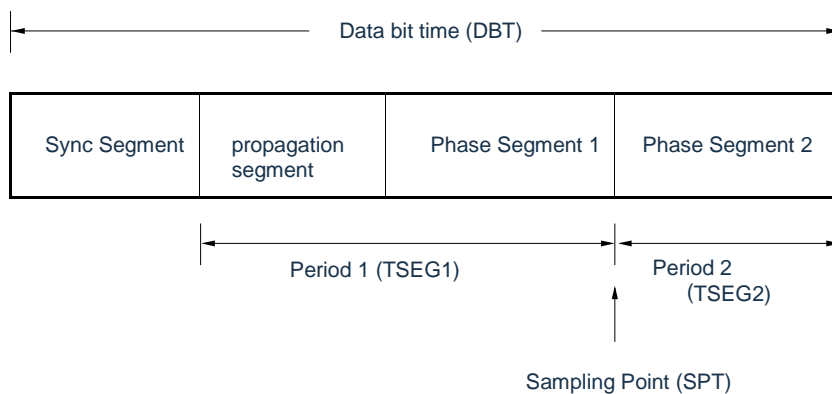 Data bit time (DBT)
Sync Segment
propagation
segment
Phase Segment 1
Phase Segment 2
Period 1 (TSEG1)
Period 2
(TSEG2)
Sampling Point (SPT)